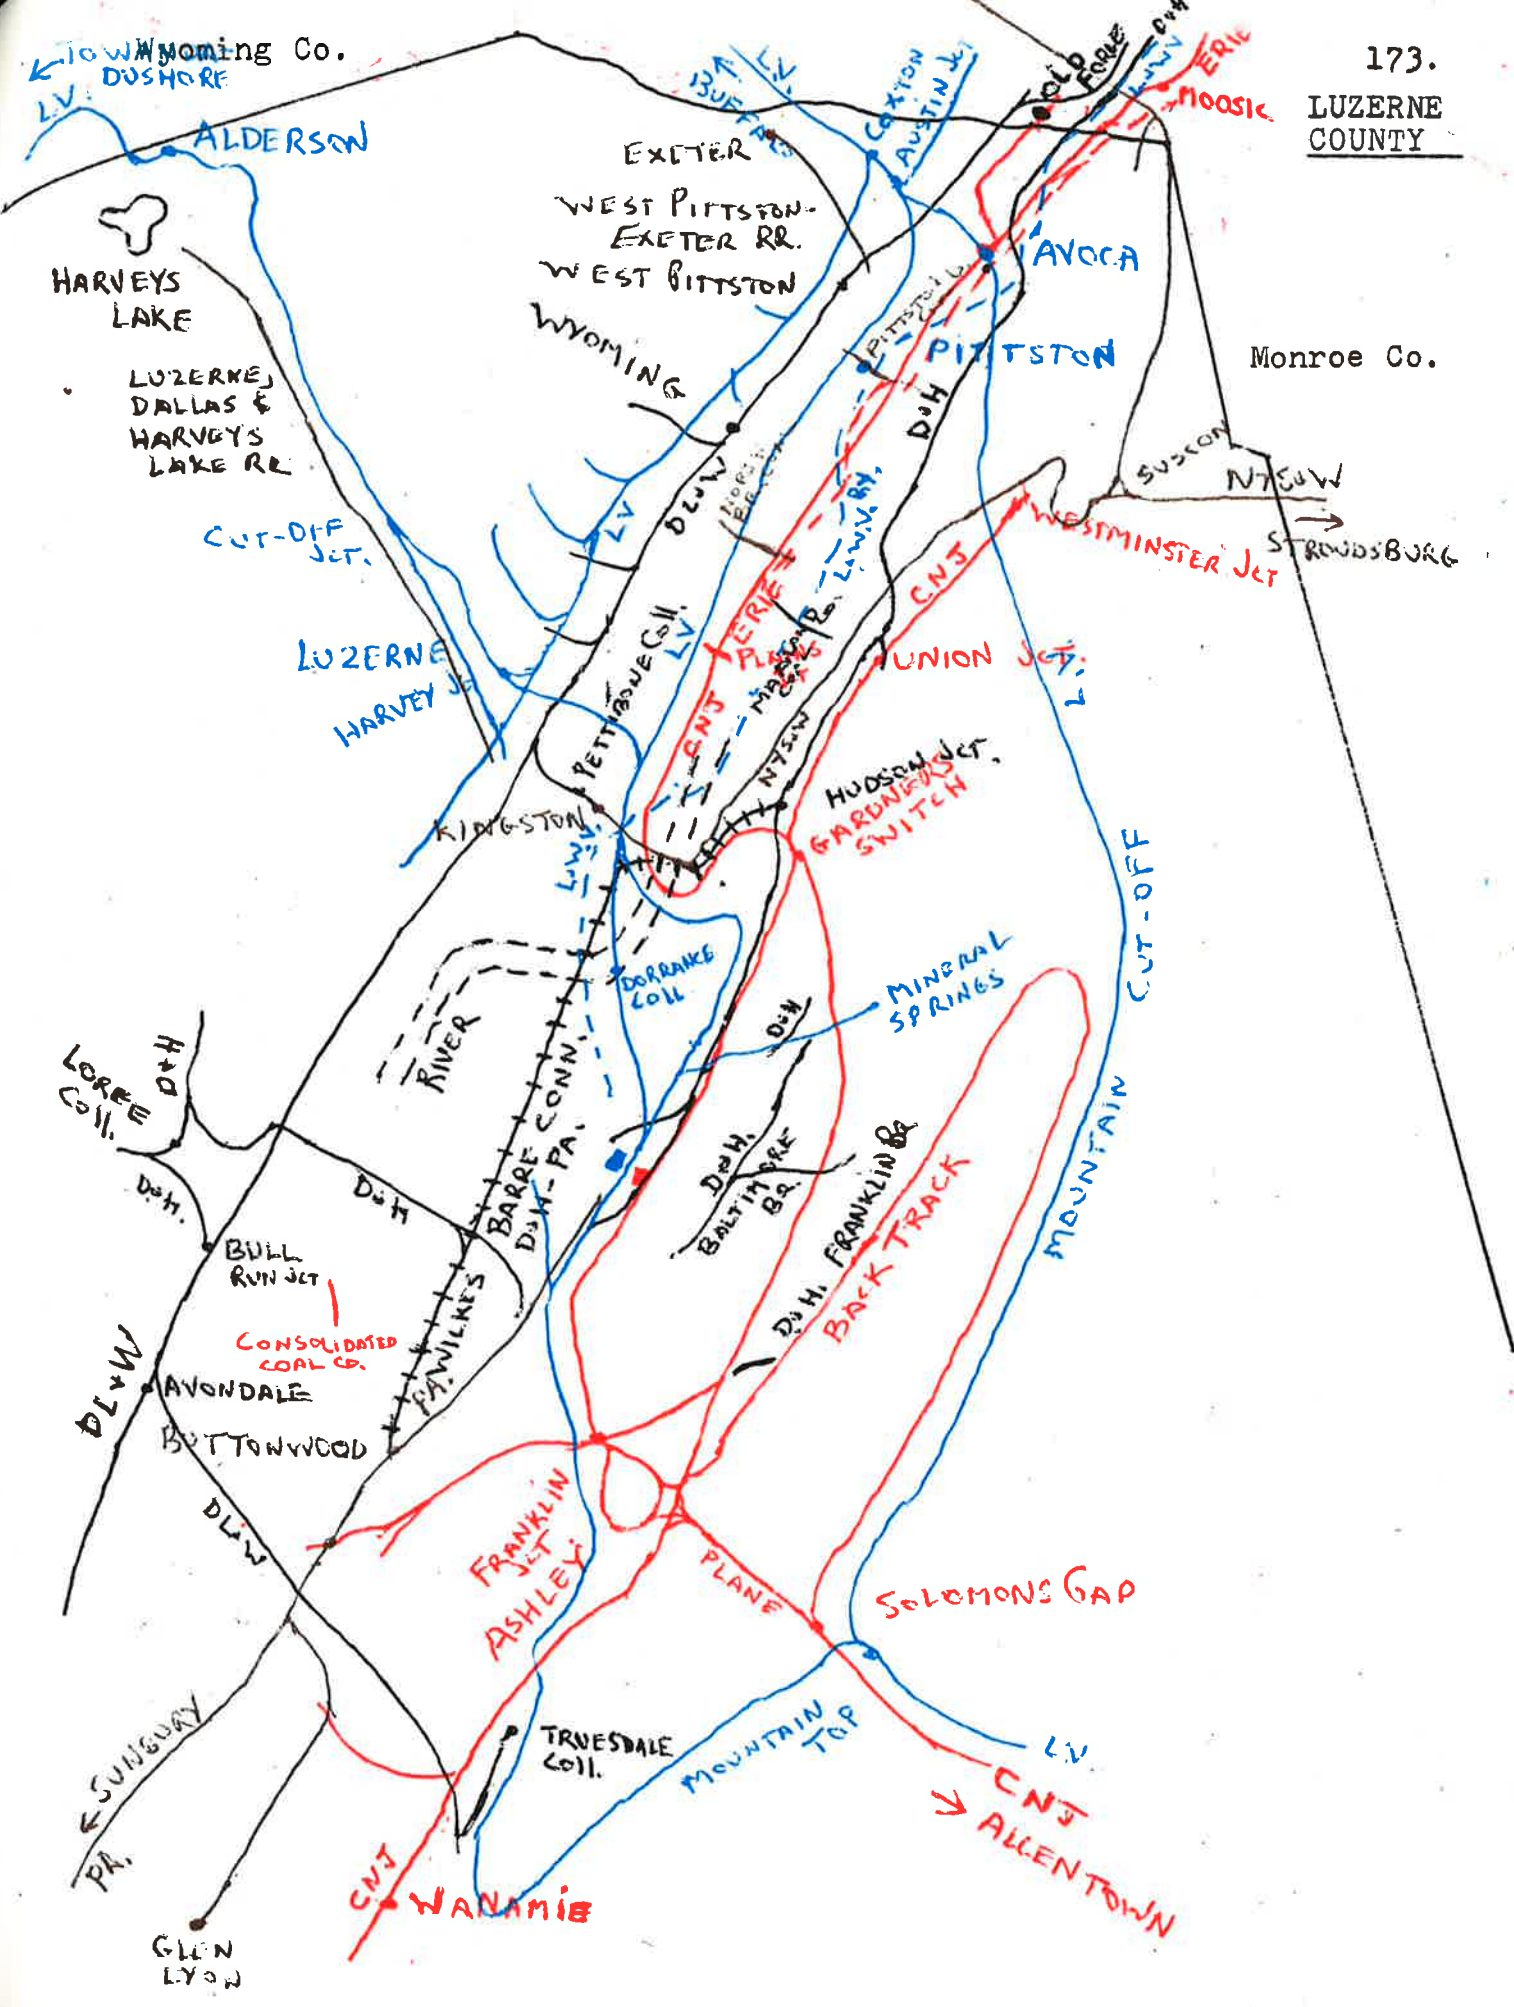 173.
LUZERNE
COUNTY
Wyoming Co.
DUSHORE
L.V.
ALDERSON
L.V.
BUFFALO
COXTON
AUSTIN Jct
OLD
FORGE
D&H
ERIE
MOOSIC
EXETER
WEST PITTSTON-
EXETER RR.
WEST PITTSTON
WYOMING
HARVEYS
LAKE
LUZERNE,
DALLAS &
HARVEYS
LAKE RR
AVOCA
PITTSTON
Monroe Co.
D&H
SUSCON
NYS&W
STROUDSBURG
WESTMINSTER Jct
CUT-OFF
Jct.
LV
DL&W
L&W.V. RY.
CNJ
ERIE
LV
PETTIBONE Coll.
LUZERNE
HARVEY Jc
UNION Jct.
L.V.
CNJ
NYS&W
HUDSON Jct.
GARDNERS
SWITCH
KINGSTON
DORRANCE
Coll
MINERAL
SPRINGS
CUT-OFF
MOUNTAIN
RIVER
D&H
LOREE
Coll.
D&H.
D&H
BARRE CONN.
D&H-PA.
PA. WILKES
D&H
D&H.
BALTIMORE
BR.
D&H. FRANKLIN BR
BACK TRACK
BULL
RUN Jct
CONSOLIDATED
COAL CO.
DL&W
AVONDALE
BUTTONWOOD
DL&W
FRANKLIN
Jct
ASHLEY
PLANE
SOLOMONS GAP
SUNBURY
PA.
TRUESDALE
Coll.
MOUNTAIN
TOP
L.V.
CNJ
ALLENTOWN
CNJ
WANAMIE
GLEN
LYON